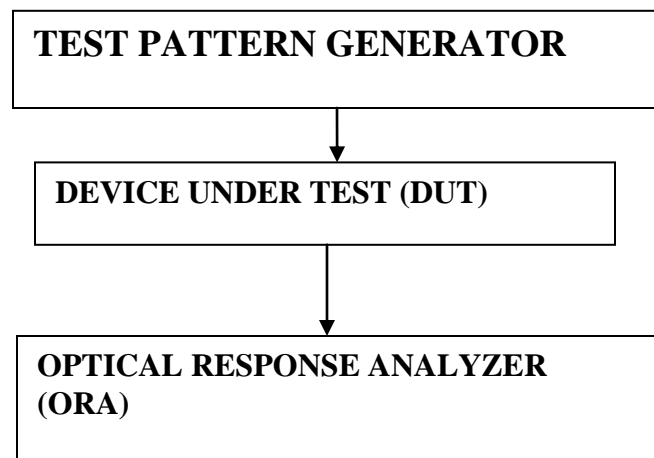 TEST PATTERN GENERATOR
DEVICE UNDER TEST (DUT)
OPTICAL RESPONSE ANALYZER
(ORA)